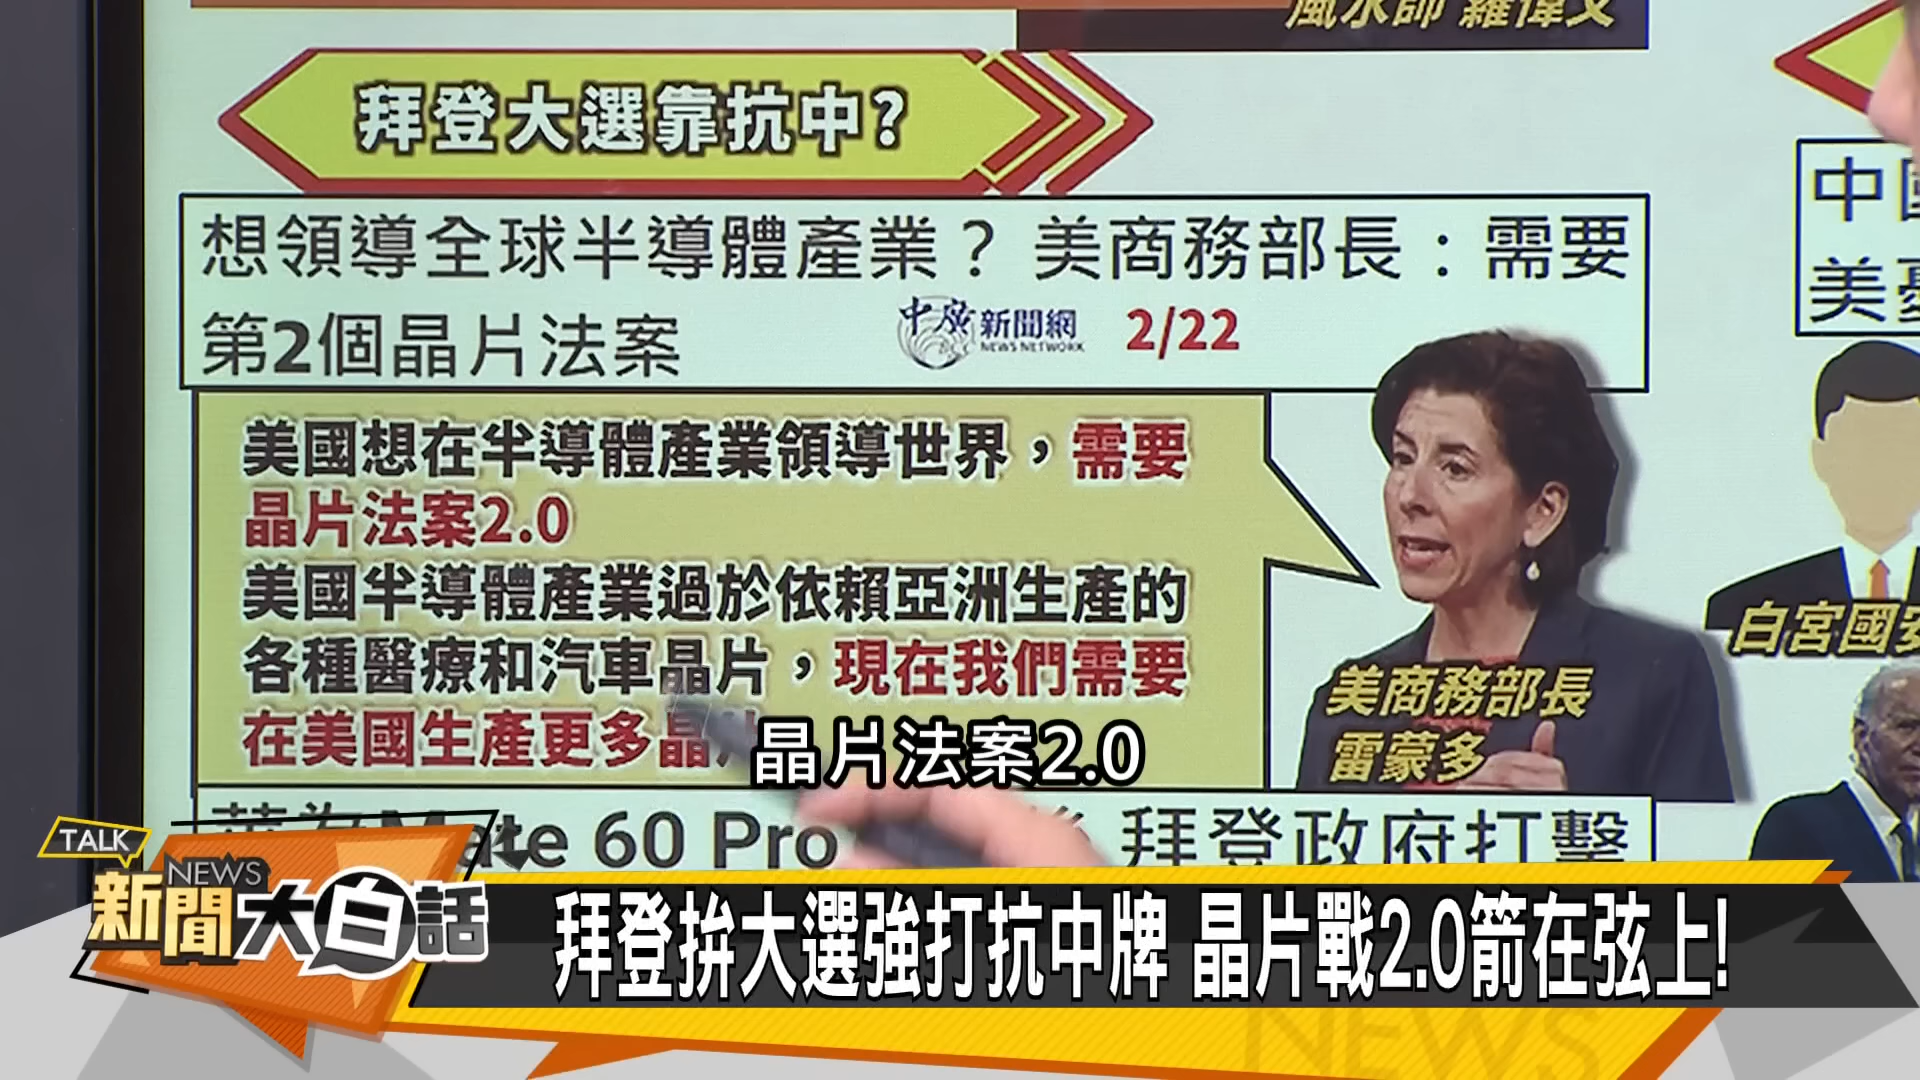 風水師 羅偉文
拜登大選靠抗中?
想領導全球半導體產業？ 美商務部長：需要
第2個晶片法案
中廣新聞網
NEWS NETWORK
2/22
美國想在半導體產業領導世界，需要
晶片法案2.0
美國半導體產業過於依賴亞洲生產的
各種醫療和汽車晶片，現在我們需要
在美國生產更多晶
美商務部長
雷蒙多
中
美
白宮國
晶片法案2.0
Mate 60 Pro 拜登政府打擊
TALK
NEWS
新聞大白話
拜登拚大選強打抗中牌 晶片戰2.0箭在弦上!
NEWS